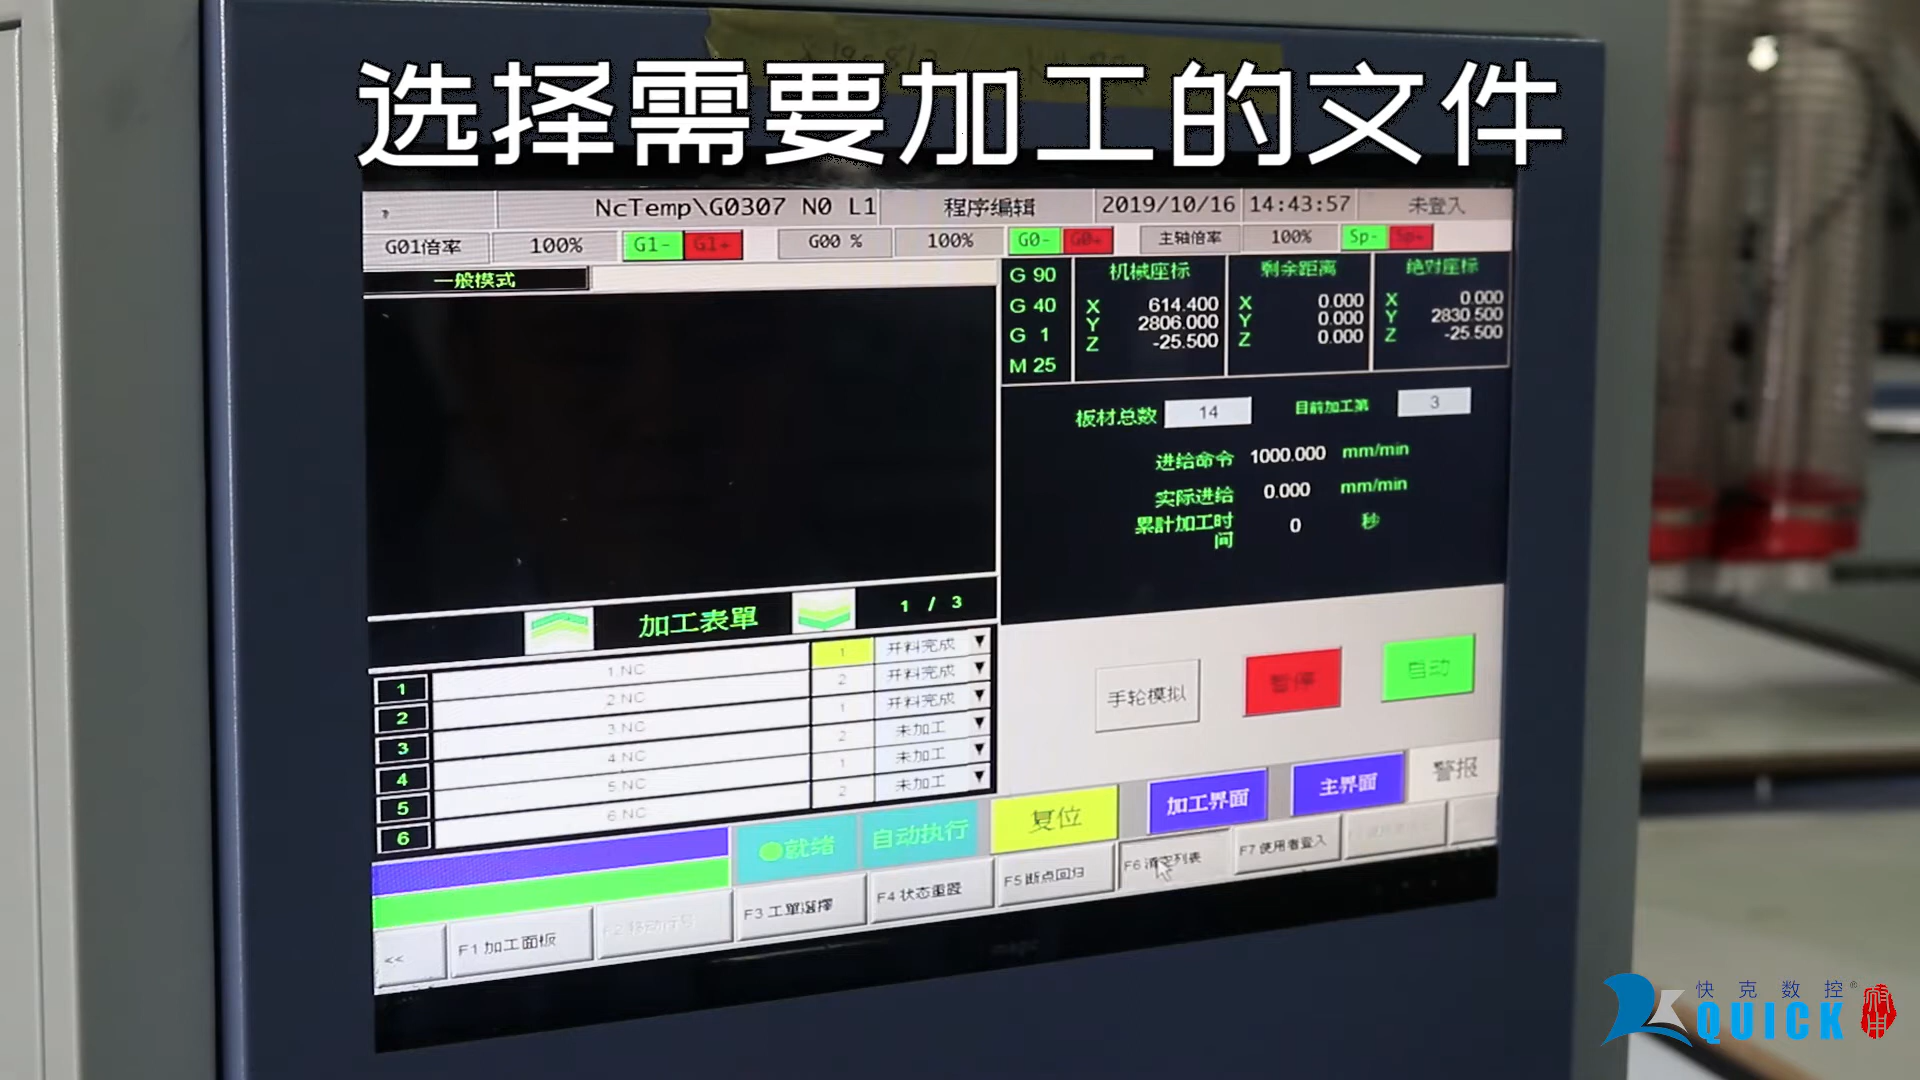 选择需要加工的文件
NcTemp\G0307 N0 L1 程序编辑 2019/10/16 14:43:57 未登入
G01倍率 100% G1- G1+ G00 % 100% G0- G0+ 主轴倍率 100% Sp- Sp+
一般模式
G 90
G 40
G 1
M 25
机械座标
X 614.400
Y 2806.000
Z -25.500
剩余距离
X 0.000
Y 0.000
Z 0.000
绝对座标
X 0.000
Y 2830.500
Z -25.500
板材总数 14 目前加工第 3
进给命令 1000.000 mm/min
实际进给 0.000 mm/min
累計加工时间 0 秒
加工表單 1 / 3
1 1.NC 1 开料完成
2 2.NC 2 开料完成
3 3.NC 1 开料完成
4 4.NC 2 未加工
5 5.NC 1 未加工
6 6.NC 2 未加工
手轮模拟 暂停 自动
就绪 自动执行 复位 加工界面 主界面 警报
<< F1 加工面板 F3 工單選擇 F4 状态重置 F5 断点回归 F6 清空列表 F7 使用者登入
快克数控®
QUICK